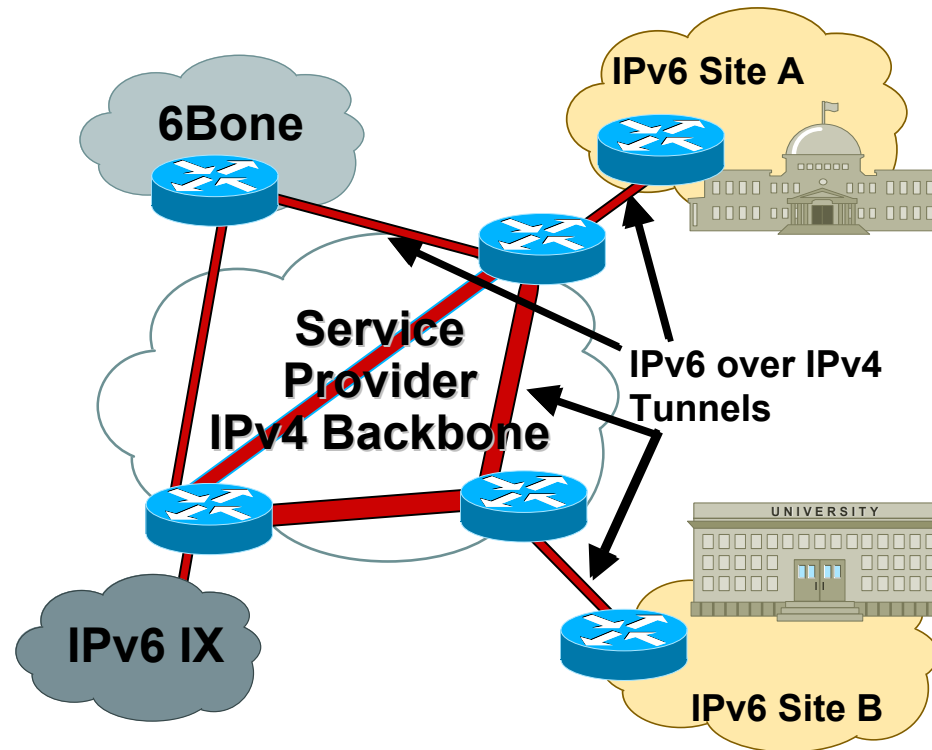 6Bone
IPv6 Site A
Service
Provider
IPv4 Backbone
IPv6 over IPv4
Tunnels
UNIVERSITY
IPv6 IX
IPv6 Site B